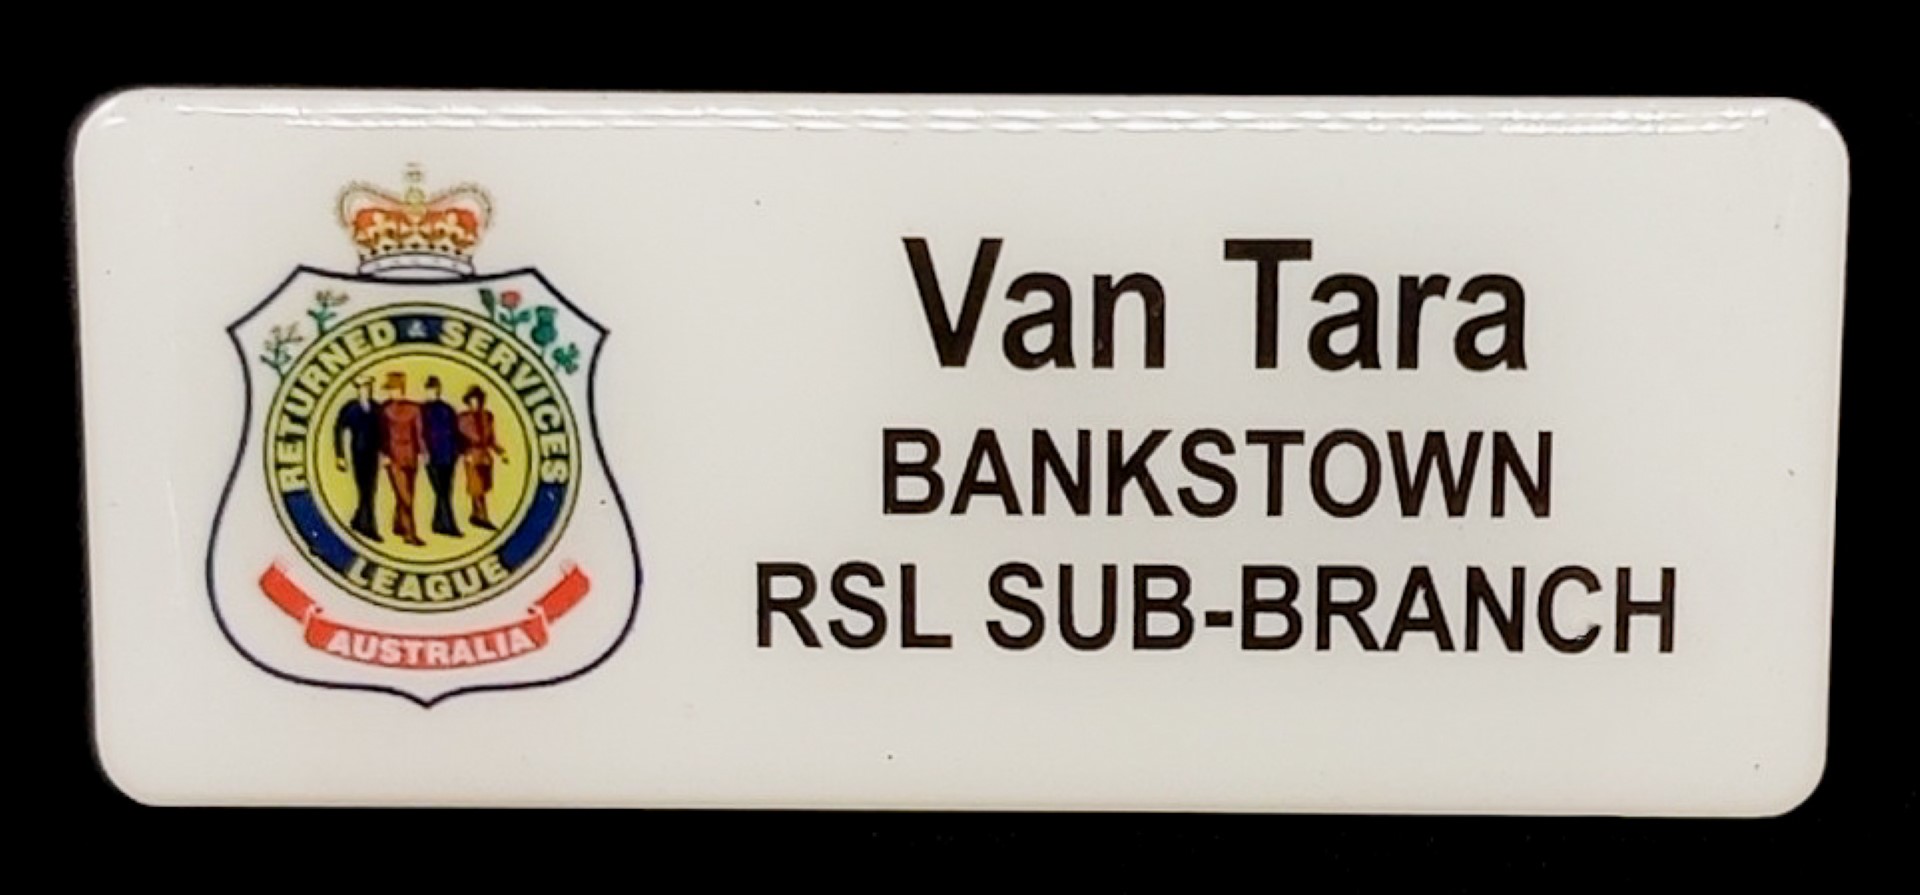 RETURNED & SERVICES
LEAGUE
AUSTRALIA
Van Tara
BANKSTOWN
RSL SUB-BRANCH